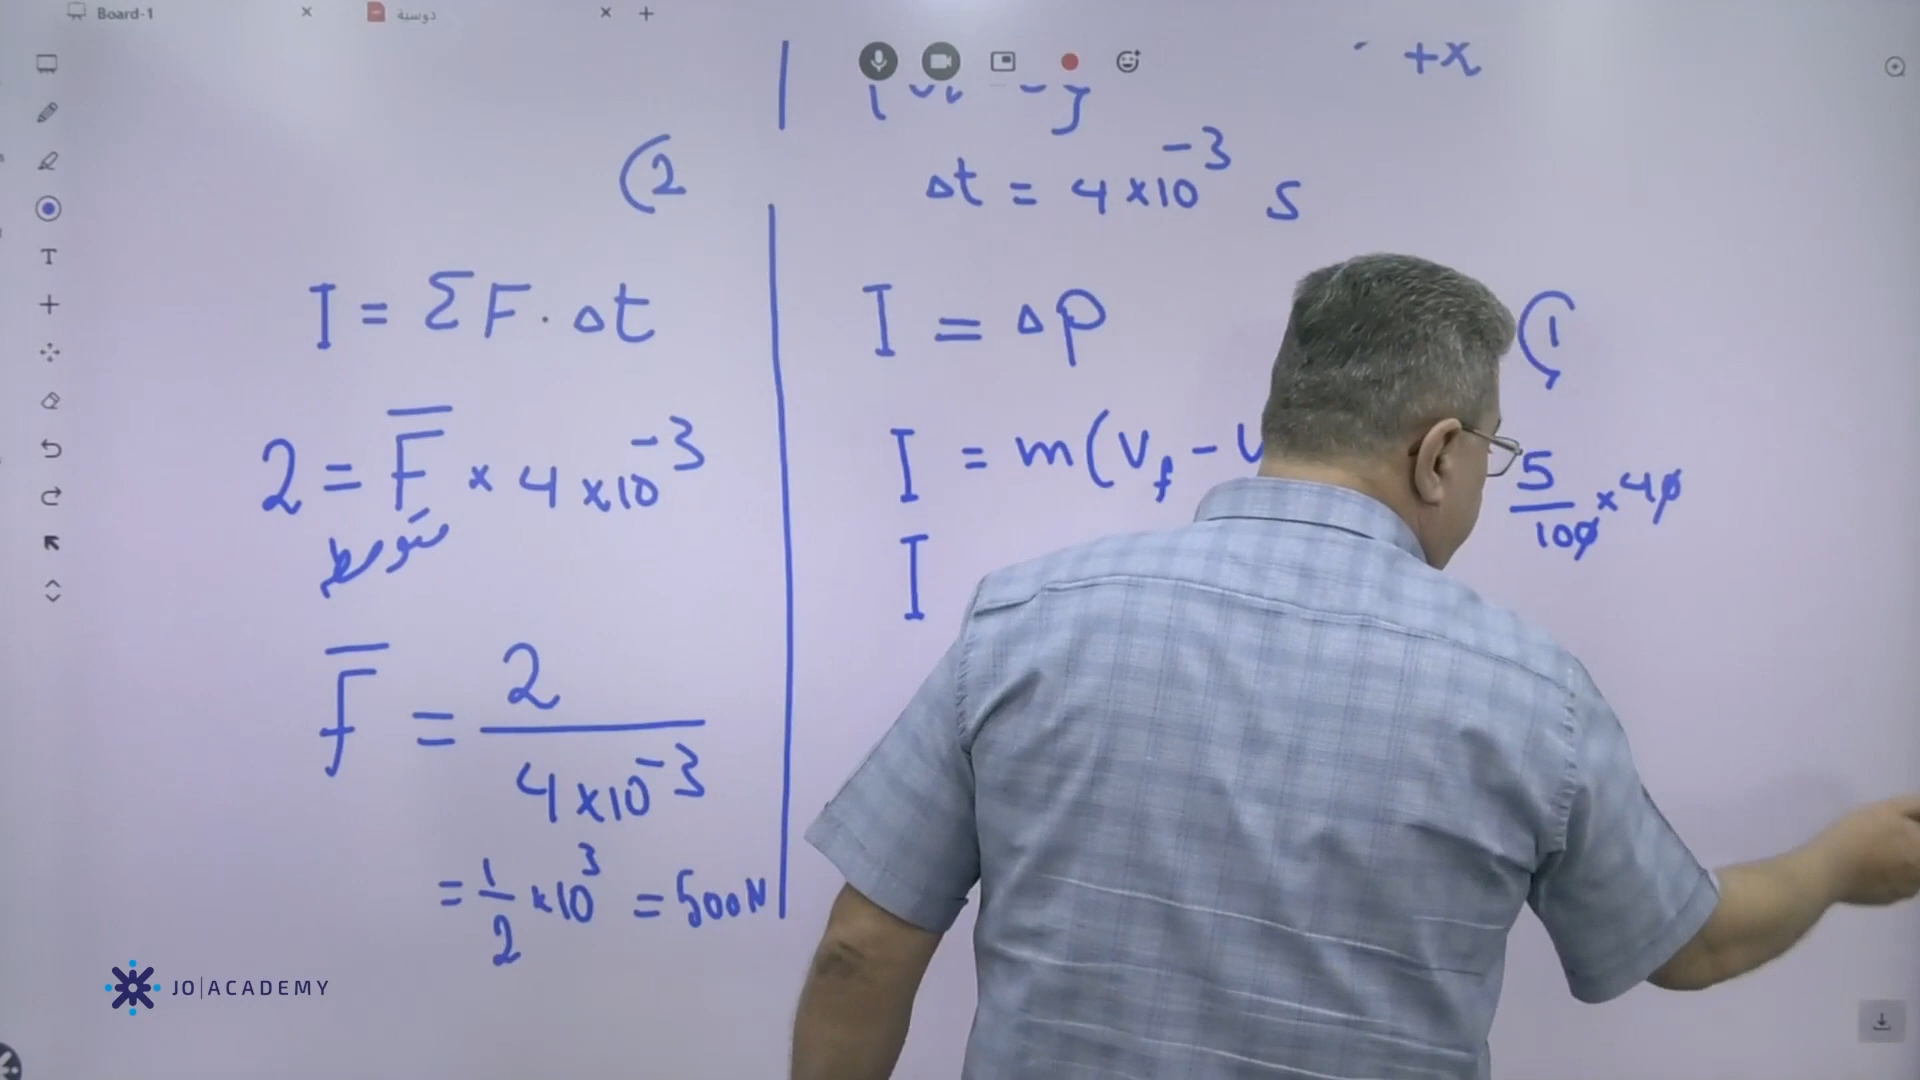 Board-1
دوسية
+x
Δt = 4×10⁻³ s
(1
I = Δp
I = m(v_f - v
5/100 × 40
I
(2
I = ΣF · Δt
2 = F̅ × 4×10⁻³
متوسط
F̅ = 2 / 4×10⁻³
= 1/2 × 10³ = 500N
JO|ACADEMY
T